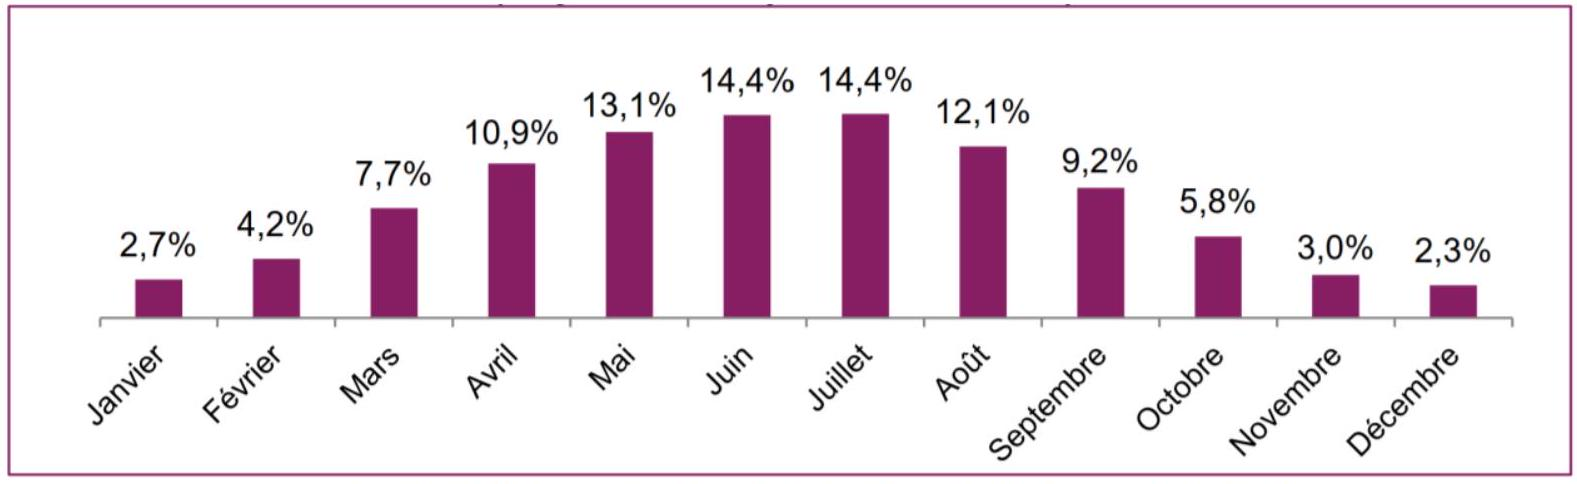 2,7%
4,2%
7,7%
10,9%
13,1%
14,4%
14,4%
12,1%
9,2%
5,8%
3,0%
2,3%
Janvier
Février
Mars
Avril
Mai
Juin
Juillet
Août
Septembre
Octobre
Novembre
Décembre